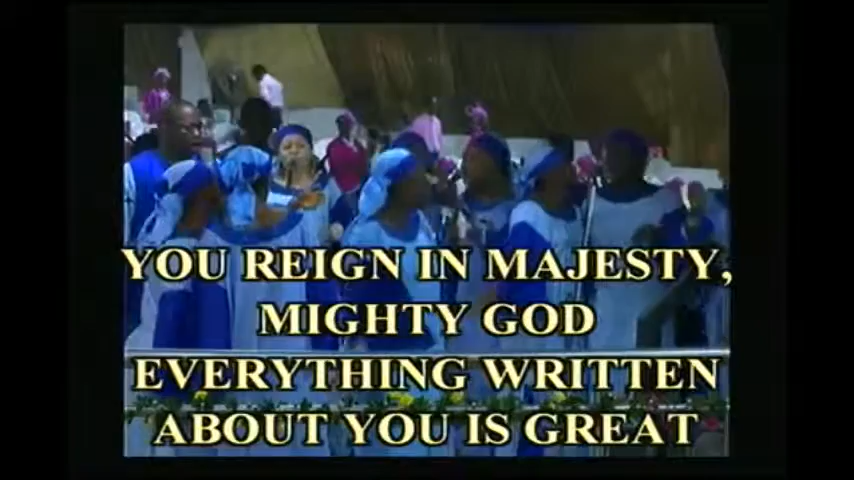 YOU REIGN IN MAJESTY,
MIGHTY GOD
EVERYTHING WRITTEN
ABOUT YOU IS GREAT